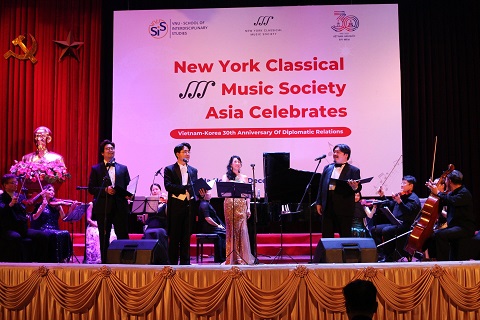 SiS
VNU - SCHOOL OF
INTERDISCIPLINARY
STUDIES
NEW YORK CLASSICAL
MUSIC SOCIETY
30
New York Classical
Music Society
Asia Celebrates
Vietnam-Korea 30th Anniversary Of Diplomatic Relations